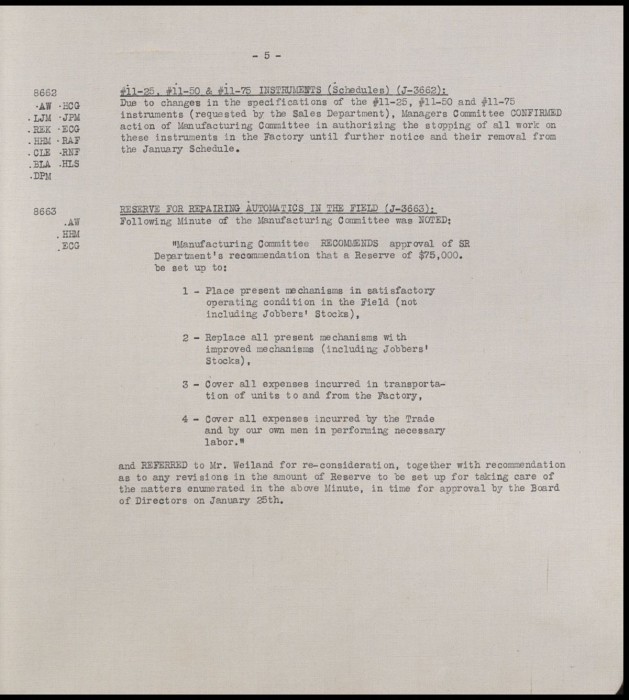 - 5 -
8662
#11-25, #11-50 & #11-75 INSTRUMENTS (Schedules) (J-3662):
.AW .HCG
Due to changes in the specifications of the #11-25, #11-50 and #11-75
.LJM .JPM
instruments (requested by the Sales Department), Managers Committee CONFIRMED
.REK .ECG
action of Manufacturing Committee in authorizing the stopping of all work on
.HHM .RAF
these instruments in the Factory until further notice and their removal from
.CLE .RNF
the January Schedule.
.BLA .HLS
.DPM
8663
RESERVE FOR REPAIRING AUTOMATICS IN THE FIELD (J-3663):
.AW
Following Minute of the Manufacturing Committee was NOTED:
.HHM
.ECG
"Manufacturing Committee RECOMMENDS approval of SR
Department's recommendation that a Reserve of $75,000.
be set up to:
1 - Place present mechanisms in satisfactory
operating condition in the Field (not
including Jobbers' Stocks),
2 - Replace all present mechanisms with
improved mechanisms (including Jobbers'
Stocks),
3 - Cover all expenses incurred in transporta-
tion of units to and from the Factory,
4 - Cover all expenses incurred by the Trade
and by our own men in performing necessary
labor."
and REFERRED to Mr. Weiland for re-consideration, together with recommendation
as to any revisions in the amount of Reserve to be set up for taking care of
the matters enumerated in the above Minute, in time for approval by the Board
of Directors on January 25th.